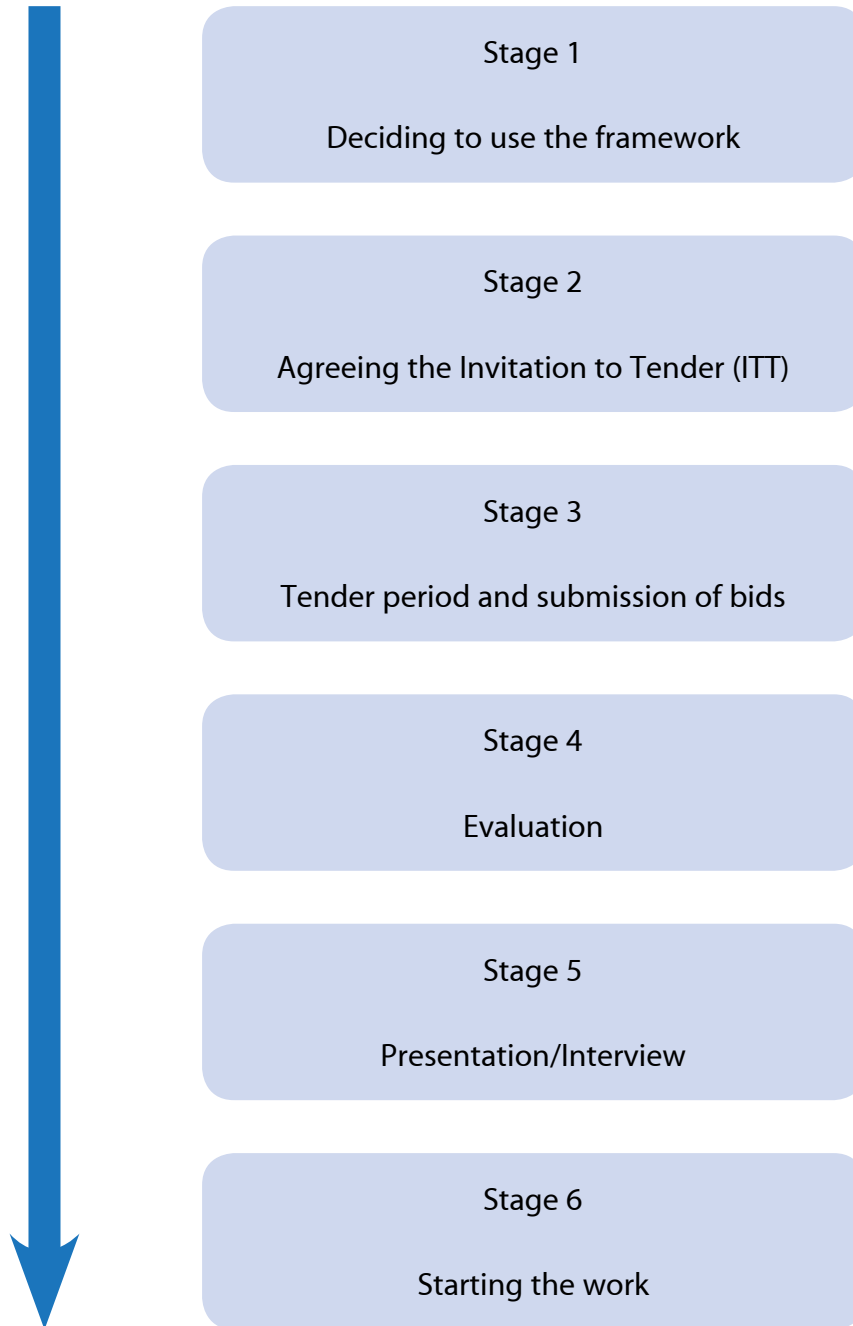 Stage 1
Deciding to use the framework
Stage 2
Agreeing the Invitation to Tender (ITT)
Stage 3
Tender period and submission of bids
Stage 4
Evaluation
Stage 5
Presentation/Interview
Stage 6
Starting the work